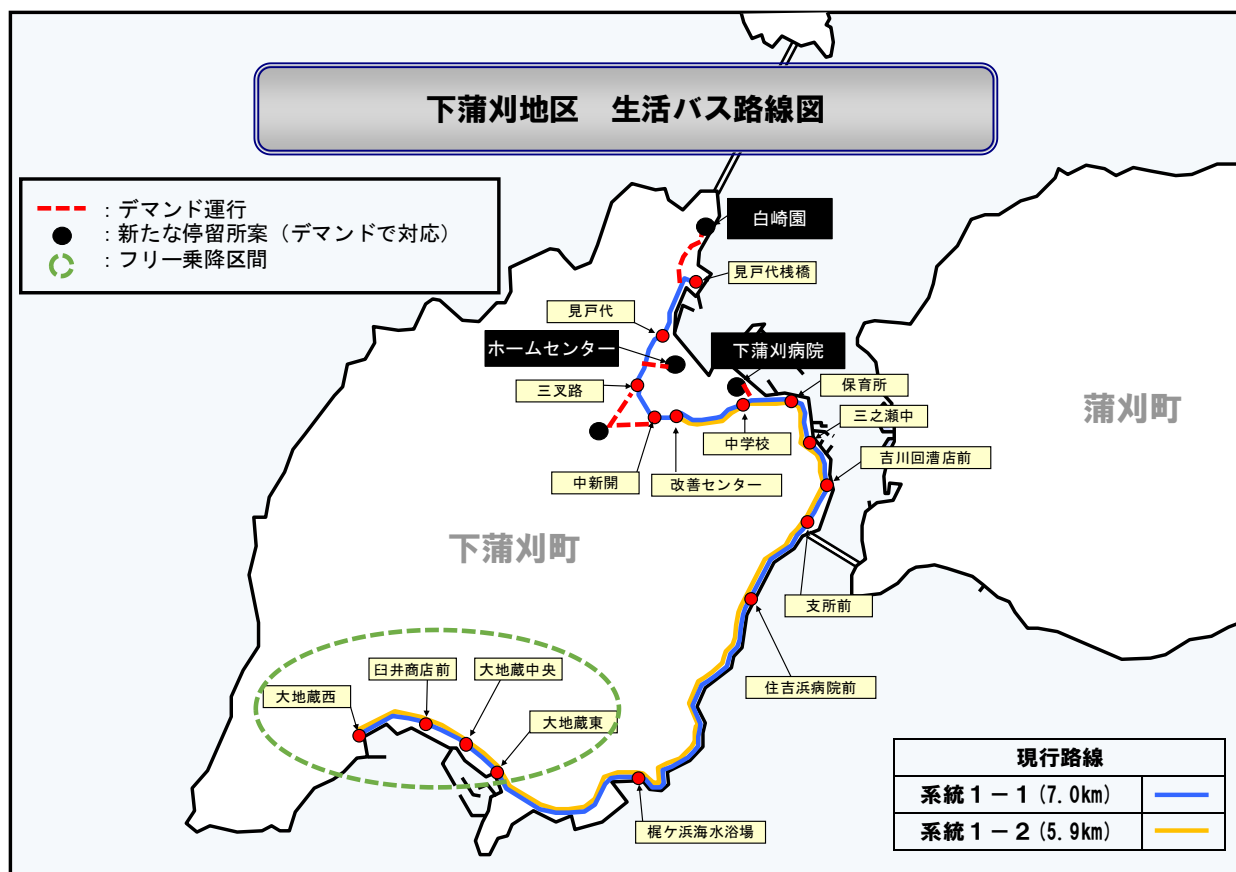 下蒲刈地区　生活バス路線図
：デマンド運行
：新たな停留所案（デマンドで対応）
：フリー乗降区間
白崎園
見戸代桟橋
見戸代
ホームセンター
下蒲刈病院
三叉路
保育所
蒲刈町
三之瀬中
中学校
吉川回漕店前
中新開
改善センター
下蒲刈町
支所前
臼井商店前
大地蔵中央
住吉浜病院前
大地蔵西
大地蔵東
梶ケ浜海水浴場
現行路線
系統１－１(7.0km)
系統１－２(5.9km)